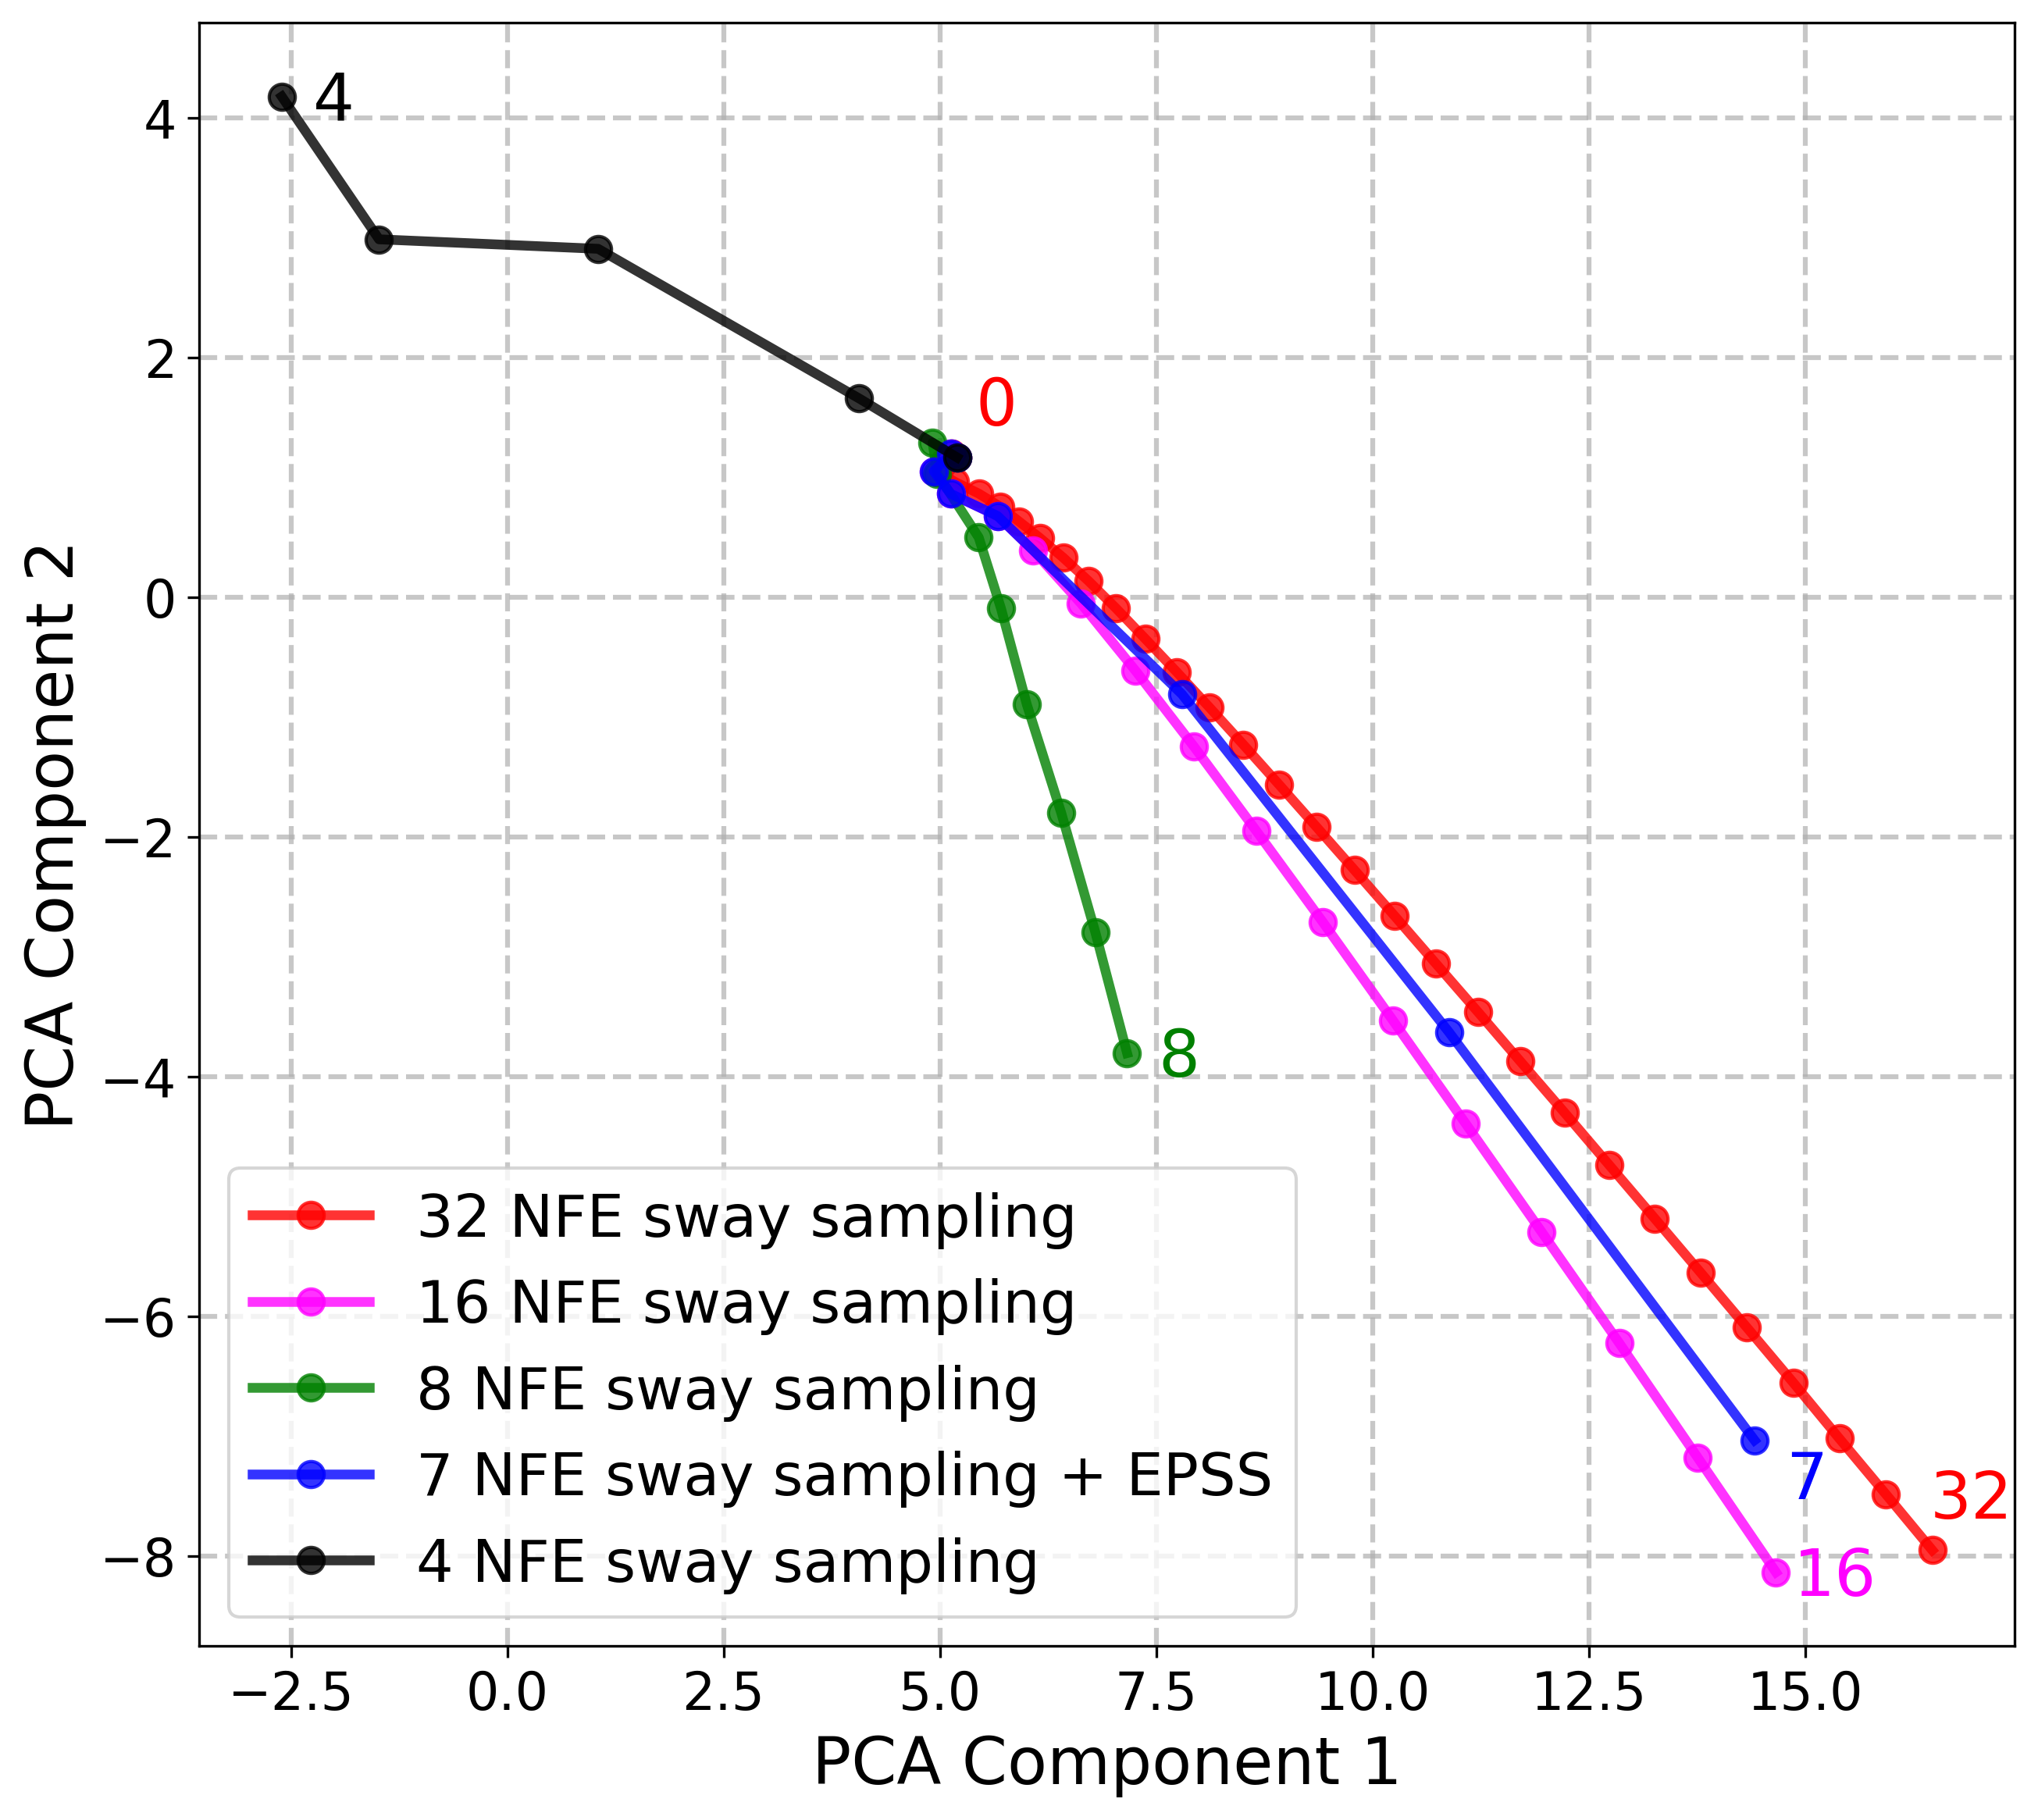 4
0
8
7
32
16
4
2
0
−2
−4
−6
−8
PCA Component 2
32 NFE sway sampling
16 NFE sway sampling
8 NFE sway sampling
7 NFE sway sampling + EPSS
4 NFE sway sampling
−2.5 0.0 2.5 5.0 7.5 10.0 12.5 15.0
PCA Component 1